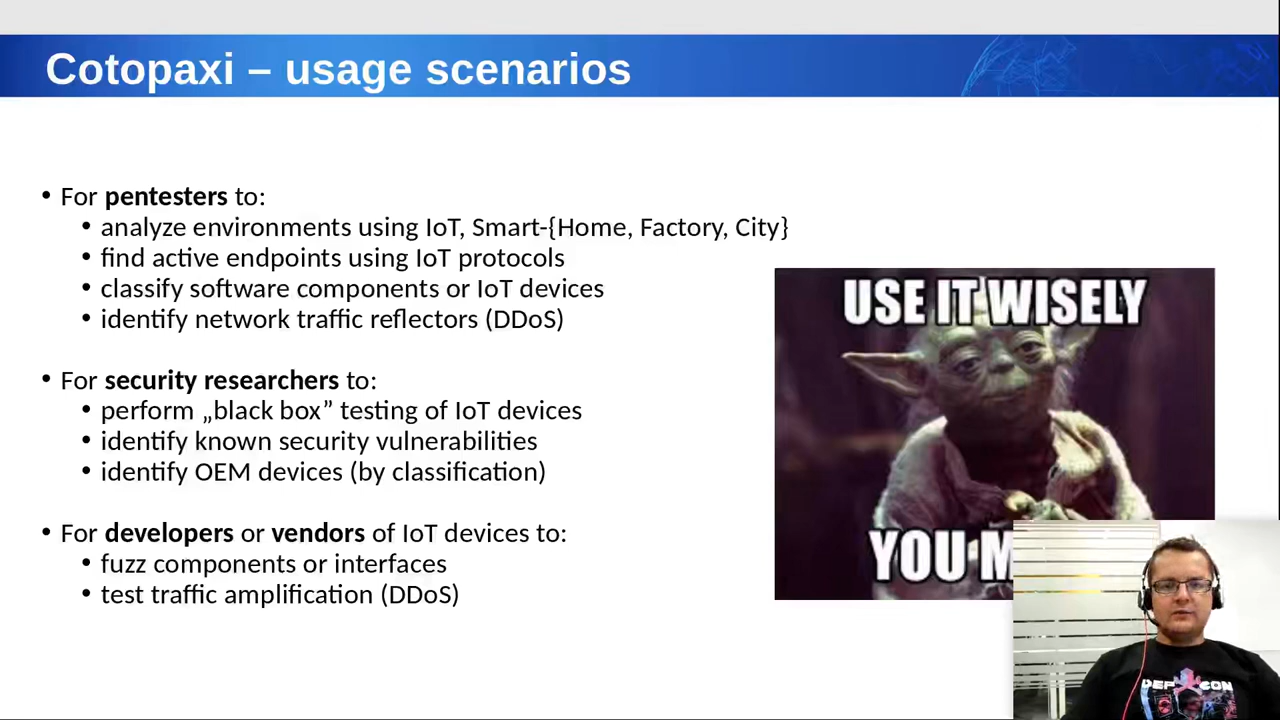 Cotopaxi – usage scenarios
• For pentesters to:
• analyze environments using IoT, Smart-{Home, Factory, City}
• find active endpoints using IoT protocols
• classify software components or IoT devices
• identify network traffic reflectors (DDoS)
• For security researchers to:
• perform „black box” testing of IoT devices
• identify known security vulnerabilities
• identify OEM devices (by classification)
• For developers or vendors of IoT devices to:
• fuzz components or interfaces
• test traffic amplification (DDoS)
USE IT WISELY
YOU
DEF CON